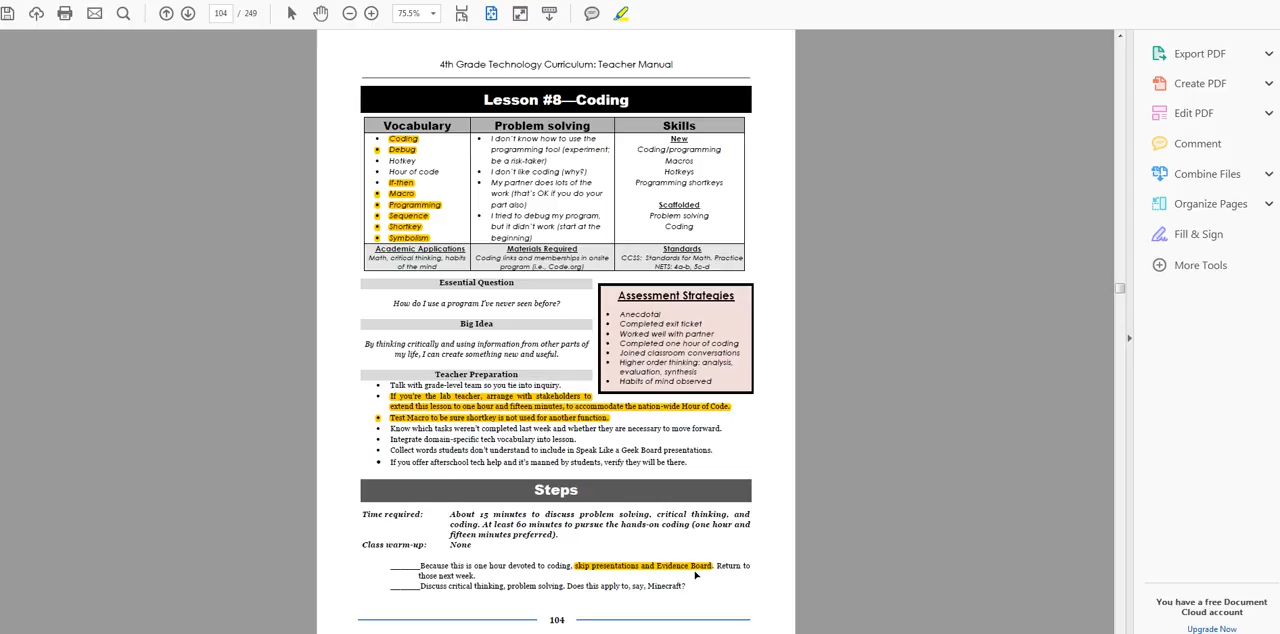 104 / 249
75.5%
4th Grade Technology Curriculum: Teacher Manual
Lesson #8—Coding
Vocabulary
• Coding
• Debug
• Hotkey
• Hour of code
• If-then
• Macro
• Programming
• Sequence
• Shortkey
• Symbolism
Problem solving
• I don't know how to use the
programming tool (experiment;
be a risk-taker)
• I don't like coding (why?)
• My partner does lots of the
work (that's OK if you do your
part also)
• I tried to debug my program,
but it didn't work (start at the
beginning)
Skills
New
Coding/programming
Macros
Hotkeys
Programming shortkeys
Scaffolded
Problem solving
Coding
Academic Applications
Math, critical thinking, habits
of the mind
Materials Required
Coding links and memberships in onsite
program (i.e., Code.org)
Standards
CCSS: Standards for Math. Practice
NETS: 4a-b, 5c-d
Essential Question
How do I use a program I've never seen before?
Big Idea
By thinking critically and using information from other parts of
my life, I can create something new and useful.
Assessment Strategies
• Anecdotal
• Completed exit ticket
• Worked well with partner
• Completed one hour of coding
• Joined classroom conversations
• Higher order thinking: analysis,
evaluation, synthesis
• Habits of mind observed
Teacher Preparation
• Talk with grade-level team so you tie into inquiry.
• If you're the lab teacher, arrange with stakeholders to
extend this lesson to one hour and fifteen minutes, to accommodate the nation-wide Hour of Code.
• Test Macro to be sure shortkey is not used for another function.
• Know which tasks weren't completed last week and whether they are necessary to move forward.
• Integrate domain-specific tech vocabulary into lesson.
• Collect words students don't understand to include in Speak Like a Geek Board presentations.
• If you offer afterschool tech help and it's manned by students, verify they will be there.
Steps
Time required: About 15 minutes to discuss problem solving, critical thinking, and
coding. At least 60 minutes to pursue the hands-on coding (one hour and
fifteen minutes preferred).
Class warm-up: None
______Because this is one hour devoted to coding, skip presentations and Evidence Board. Return to
those next week.
______Discuss critical thinking, problem solving. Does this apply to, say, Minecraft?
104
Export PDF
Create PDF
Edit PDF
Comment
Combine Files
Organize Pages
Fill & Sign
More Tools
You have a free Document
Cloud account
Upgrade Now